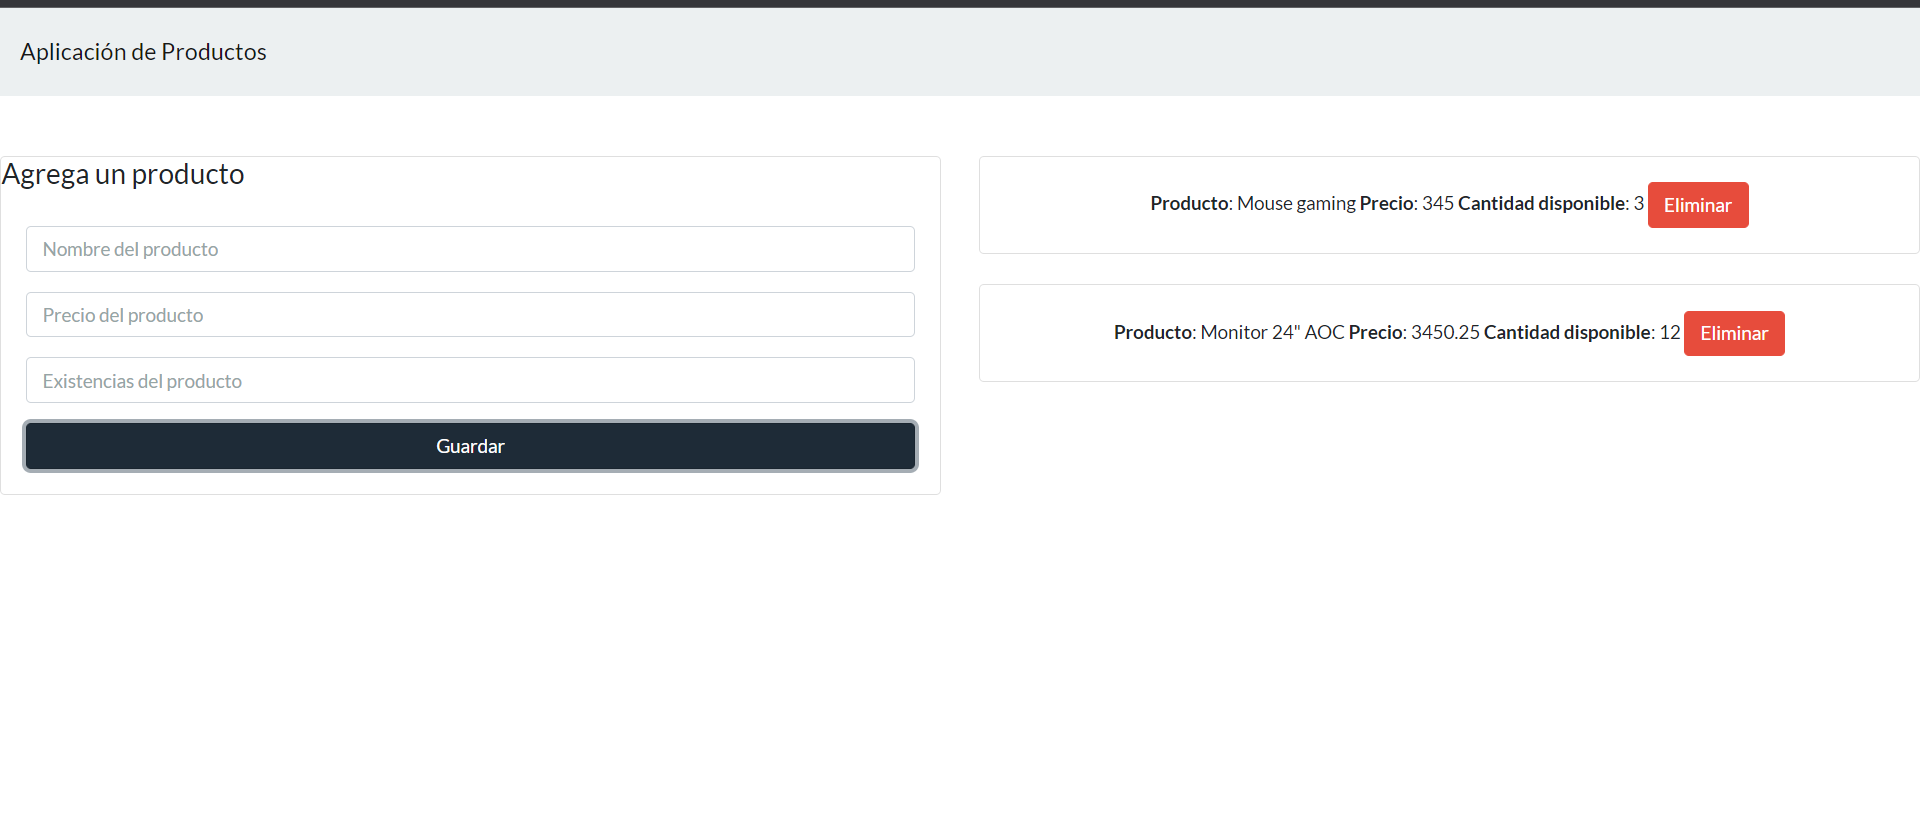 Aplicación de Productos
Agrega un producto
Nombre del producto
Precio del producto
Existencias del producto
Guardar
Producto: Mouse gaming Precio: 345 Cantidad disponible: 3 Eliminar
Producto: Monitor 24" AOC Precio: 3450.25 Cantidad disponible: 12 Eliminar